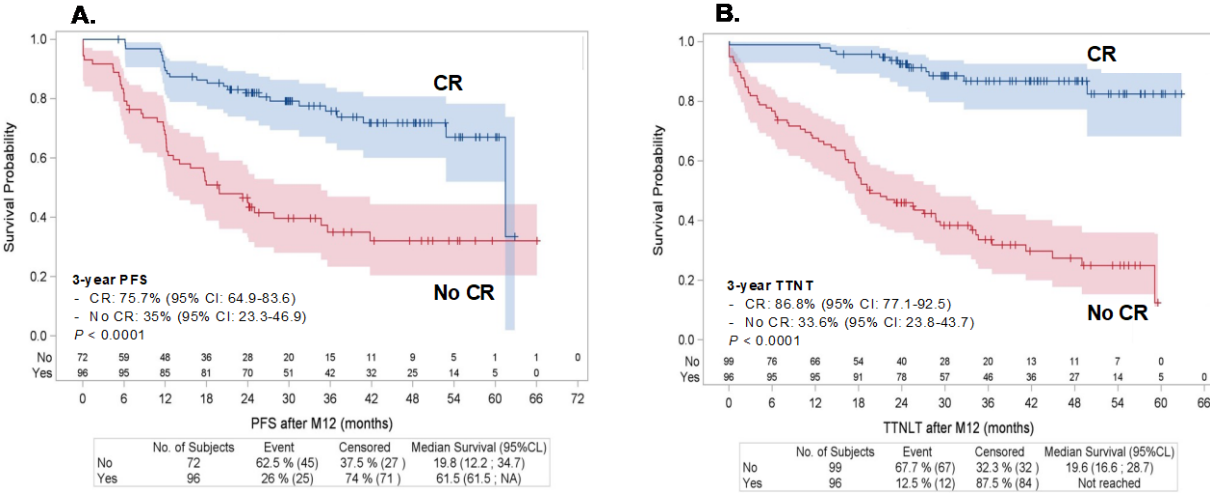 A.
1.0
0.8
0.6
0.4
0.2
0.0
Survival Probability
CR
No CR
3-year PFS
- CR: 75.7% (95% CI: 64.9-83.6)
- No CR: 35% (95% CI: 23.3-46.9)
P < 0.0001
No 72 59 48 36 28 20 15 11 9 5 1 1 0
Yes 96 95 85 81 70 51 42 32 25 14 5 0
0 6 12 18 24 30 36 42 48 54 60 66 72
PFS after M12 (months)
No. of Subjects Event Censored Median Survival (95%CL)
No 72 62.5 % (45) 37.5 % (27 ) 19.8 (12.2 ; 34.7)
Yes 96 26 % (25) 74 % (71 ) 61.5 (61.5 ; NA)
B.
1.0
0.8
0.6
0.4
0.2
0.0
Survival Probability
CR
No CR
3-year TTNT
- CR: 86.8% (95% CI: 77.1-92.5)
- No CR: 33.6% (95% CI: 23.8-43.7)
P < 0.0001
No 99 76 66 54 40 28 20 13 11 7 0
Yes 96 95 95 91 78 57 46 36 27 14 5 0
0 6 12 18 24 30 36 42 48 54 60 66
TTNLT after M12 (months)
No. of Subjects Event Censored Median Survival (95%CL)
No 99 67.7 % (67) 32.3 % (32 ) 19.6 (16.6 ; 28.7)
Yes 96 12.5 % (12) 87.5 % (84 ) Not reached